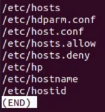 /etc/hosts
/etc/hdparm.conf
/etc/host.conf
/etc/hosts.allow
/etc/hosts.deny
/etc/hp
/etc/hostname
/etc/hostid
(END)